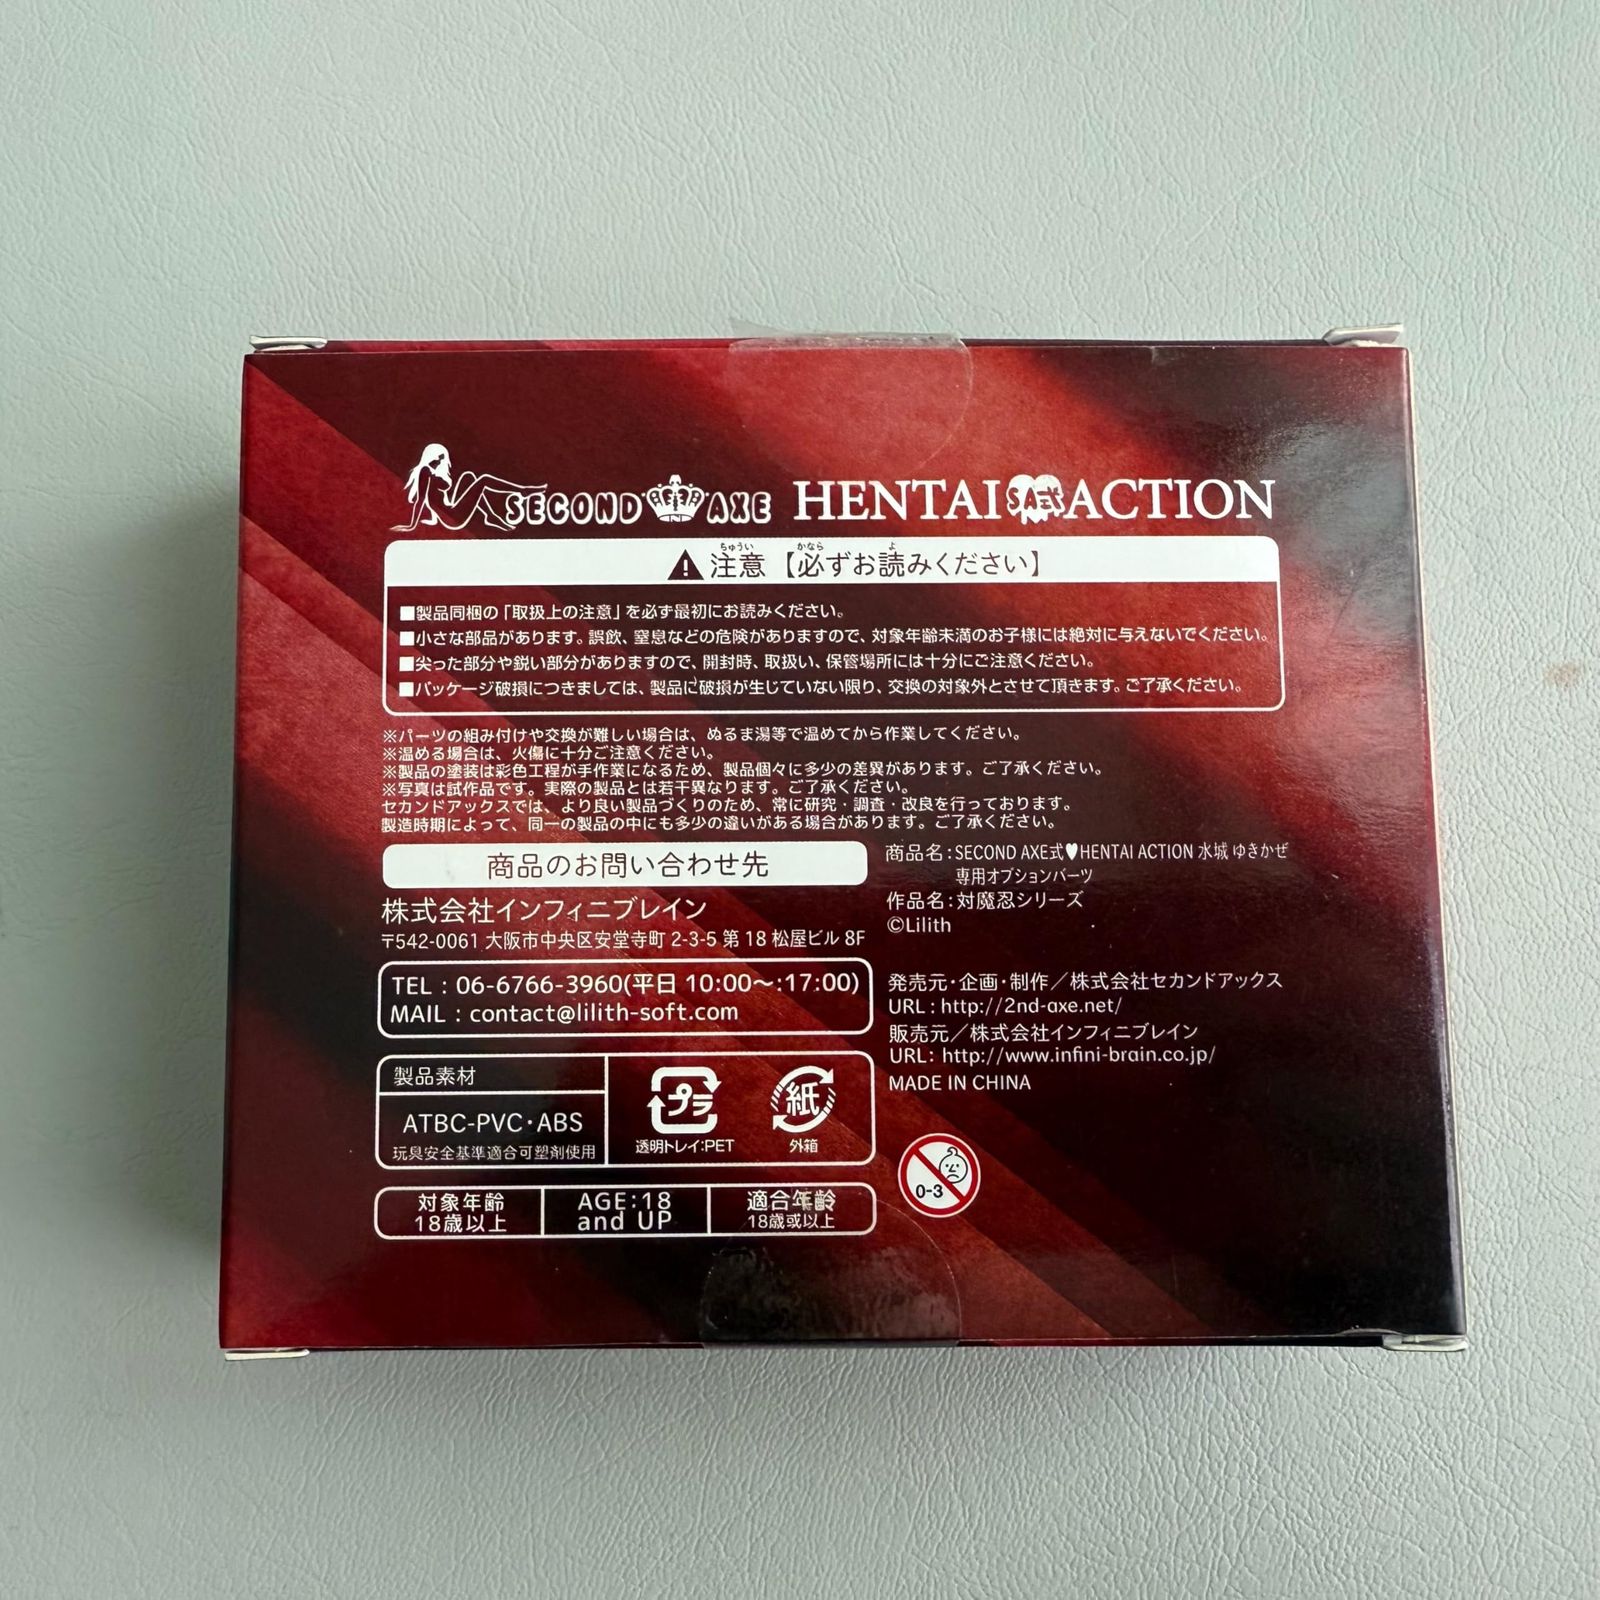 SECOND AXE HENTAI SAEX ACTION
ちゅうい かなら よ
注意【必ずお読みください】
■製品同梱の「取扱上の注意」を必ず最初にお読みください。
■小さな部品があります。誤飲、窒息などの危険がありますので、対象年齢未満のお子様には絶対に与えないでください。
■尖った部分や鋭い部分がありますので、開封時、取扱い、保管場所には十分にご注意ください。
■パッケージ破損につきましては、製品に破損が生じていない限り、交換の対象外とさせて頂きます。ご了承ください。
※パーツの組み付けや交換が難しい場合は、ぬるま湯等で温めてから作業してください。
※温める場合は、火傷に十分ご注意ください。
※製品の塗装は彩色工程が手作業になるため、製品個々に多少の差異があります。ご了承ください。
※写真は試作品です。実際の製品とは若干異なります。ご了承ください。
セカンドアックスでは、より良い製品づくりのため、常に研究・調査・改良を行っております。
製造時期によって、同一の製品の中にも多少の違いがある場合があります。ご了承ください。
商品のお問い合わせ先
株式会社インフィニブレイン
〒542-0061 大阪市中央区安堂寺町 2-3-5 第 18 松屋ビル 8F
TEL : 06-6766-3960(平日 10:00～:17:00)
MAIL : contact@lilith-soft.com
製品素材
ATBC-PVC・ABS
玩具安全基準適合可塑剤使用
プラ
透明トレイ:PET
紙
外箱
対象年齢
18歳以上
AGE:18
and UP
適合年齡
18歲或以上
商品名:SECOND AXE式♥HENTAI ACTION 水城 ゆきかぜ
専用オプションパーツ
作品名:対魔忍シリーズ
©Lilith
発売元・企画・制作／株式会社セカンドアックス
URL : http://2nd-axe.net/
販売元／株式会社インフィニブレイン
URL: http://www.infini-brain.co.jp/
MADE IN CHINA
0-3